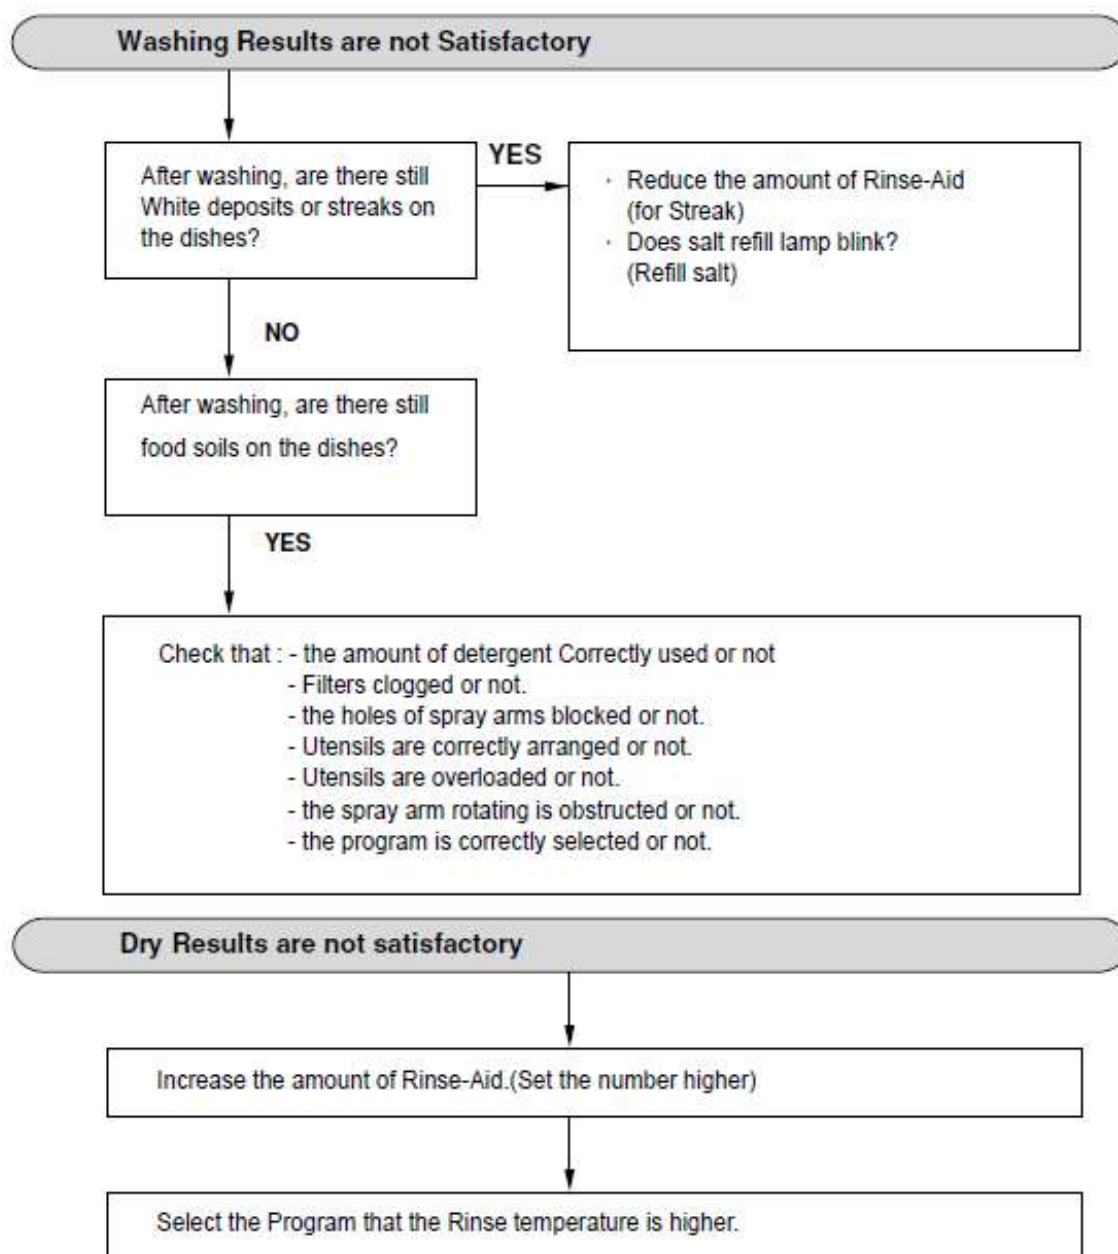 Washing Results are not Satisfactory
After washing, are there still
White deposits or streaks on
the dishes?
YES
· Reduce the amount of Rinse-Aid
(for Streak)
· Does salt refill lamp blink?
(Refill salt)
NO
After washing, are there still
food soils on the dishes?
YES
Check that : - the amount of detergent Correctly used or not
- Filters clogged or not.
- the holes of spray arms blocked or not.
- Utensils are correctly arranged or not.
- Utensils are overloaded or not.
- the spray arm rotating is obstructed or not.
- the program is correctly selected or not.
Dry Results are not satisfactory
Increase the amount of Rinse-Aid.(Set the number higher)
Select the Program that the Rinse temperature is higher.